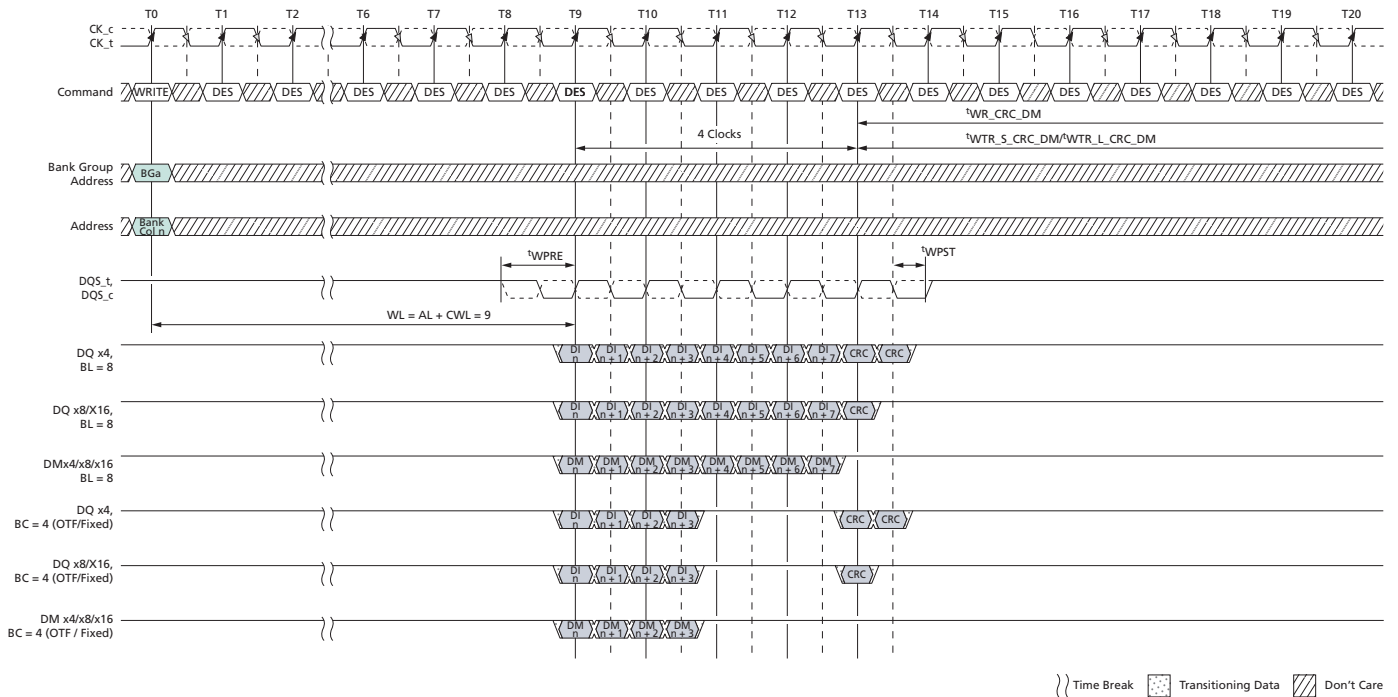 T0 T1 T2 T6 T7 T8 T9 T10 T11 T12 T13 T14 T15 T16 T17 T18 T19 T20
CK_c
CK_t
Command WRITE DES DES DES DES DES DES DES DES DES DES DES DES DES DES DES DES DES
tWR_CRC_DM
4 Clocks
tWTR_S_CRC_DM/tWTR_L_CRC_DM
Bank Group
Address
BGa
Address
Bank
Col n
tWPRE
tWPST
DQS_t,
DQS_c
WL = AL + CWL = 9
DQ x4,
BL = 8
DI n DI n + 1 DI n + 2 DI n + 3 DI n + 4 DI n + 5 DI n + 6 DI n + 7 CRC CRC
DQ x8/X16,
BL = 8
DI n DI n + 1 DI n + 2 DI n + 3 DI n + 4 DI n + 5 DI n + 6 DI n + 7 CRC
DMx4/x8/x16
BL = 8
DM n DM n + 1 DM n + 2 DM n + 3 DM n + 4 DM n + 5 DM n + 6 DM n + 7
DQ x4,
BC = 4 (OTF/Fixed)
DI n DI n + 1 DI n + 2 DI n + 3 CRC CRC
DQ x8/X16,
BC = 4 (OTF/Fixed)
DI n DI n + 1 DI n + 2 DI n + 3 CRC
DM x4/x8/x16
BC = 4 (OTF / Fixed)
DM n DM n + 1 DM n + 2 DM n + 3
Time Break Transitioning Data Don't Care